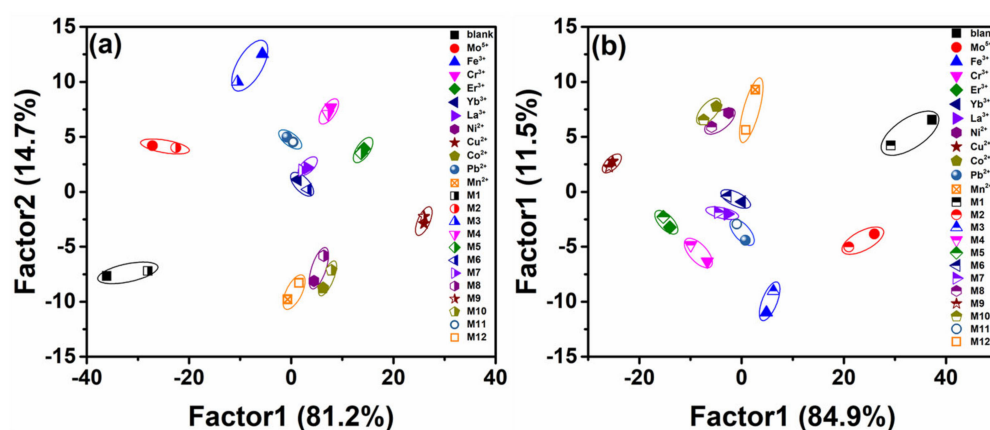 (a)
Factor2 (14.7%)
15
10
5
0
-5
-10
-15
-40
-20
0
20
40
Factor1 (81.2%)
blank
Mo⁵⁺
Fe³⁺
Cr³⁺
Er³⁺
Yb³⁺
La³⁺
Ni²⁺
Cu²⁺
Co²⁺
Pb²⁺
Mn²⁺
M1
M2
M3
M4
M5
M6
M7
M8
M9
M10
M11
M12
(b)
Factor1 (11.5%)
15
10
5
0
-5
-10
-15
-20
0
20
40
Factor1 (84.9%)
blank
Mo⁵⁺
Fe³⁺
Cr³⁺
Er³⁺
Yb³⁺
La³⁺
Ni²⁺
Cu²⁺
Co²⁺
Pb²⁺
Mn²⁺
M1
M2
M3
M4
M5
M6
M7
M8
M9
M10
M11
M12